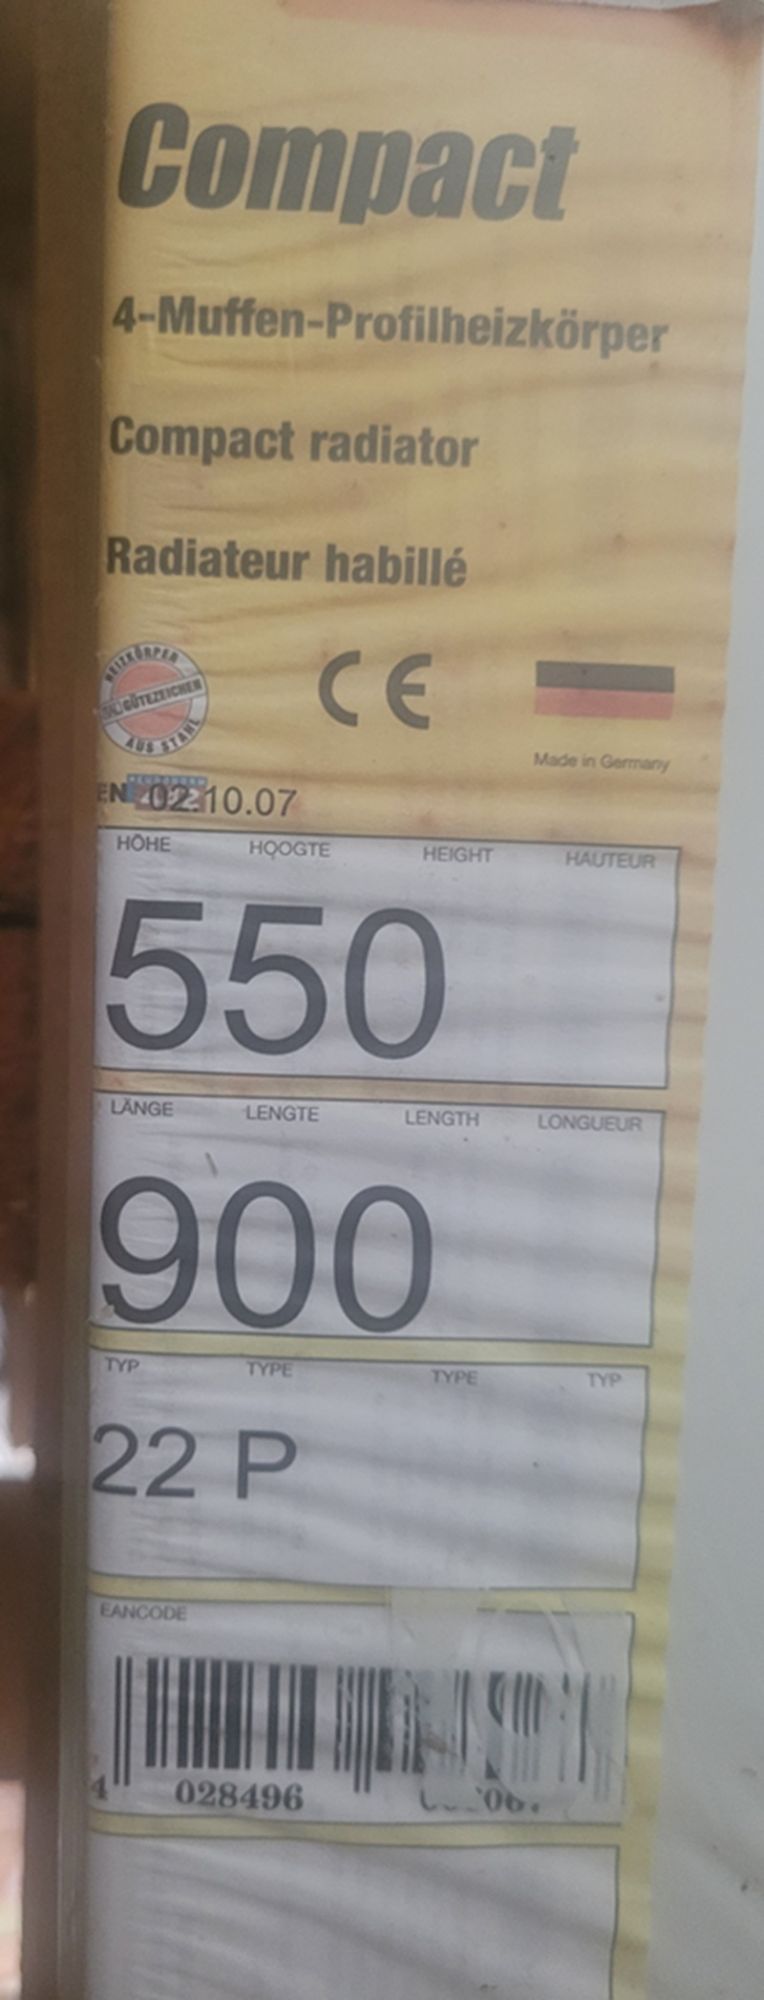 Compact
4-Muffen-Profilheizkörper
Compact radiator
Radiateur habillé
HEIZKÖRPER
GÜTEZEICHEN
AUS STAHL
CE
Made in Germany
EN 02.10.07
HÖHE HOOGTE HEIGHT HAUTEUR
550
LÄNGE LENGTE LENGTH LONGUEUR
900
TYP TYPE TYPE TYP
22 P
EANCODE
4 028496